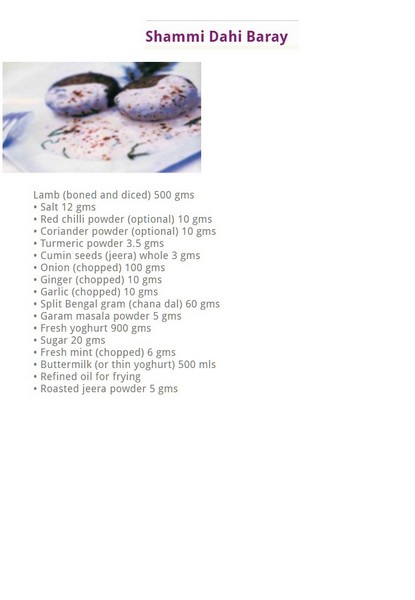 Shammi Dahi Baray
Lamb (boned and diced) 500 gms
• Salt 12 gms
• Red chilli powder (optional) 10 gms
• Coriander powder (optional) 10 gms
• Turmeric powder 3.5 gms
• Cumin seeds (jeera) whole 3 gms
• Onion (chopped) 100 gms
• Ginger (chopped) 10 gms
• Garlic (chopped) 10 gms
• Split Bengal gram (chana dal) 60 gms
• Garam masala powder 5 gms
• Fresh yoghurt 900 gms
• Sugar 20 gms
• Fresh mint (chopped) 6 gms
• Buttermilk (or thin yoghurt) 500 mls
• Refined oil for frying
• Roasted jeera powder 5 gms